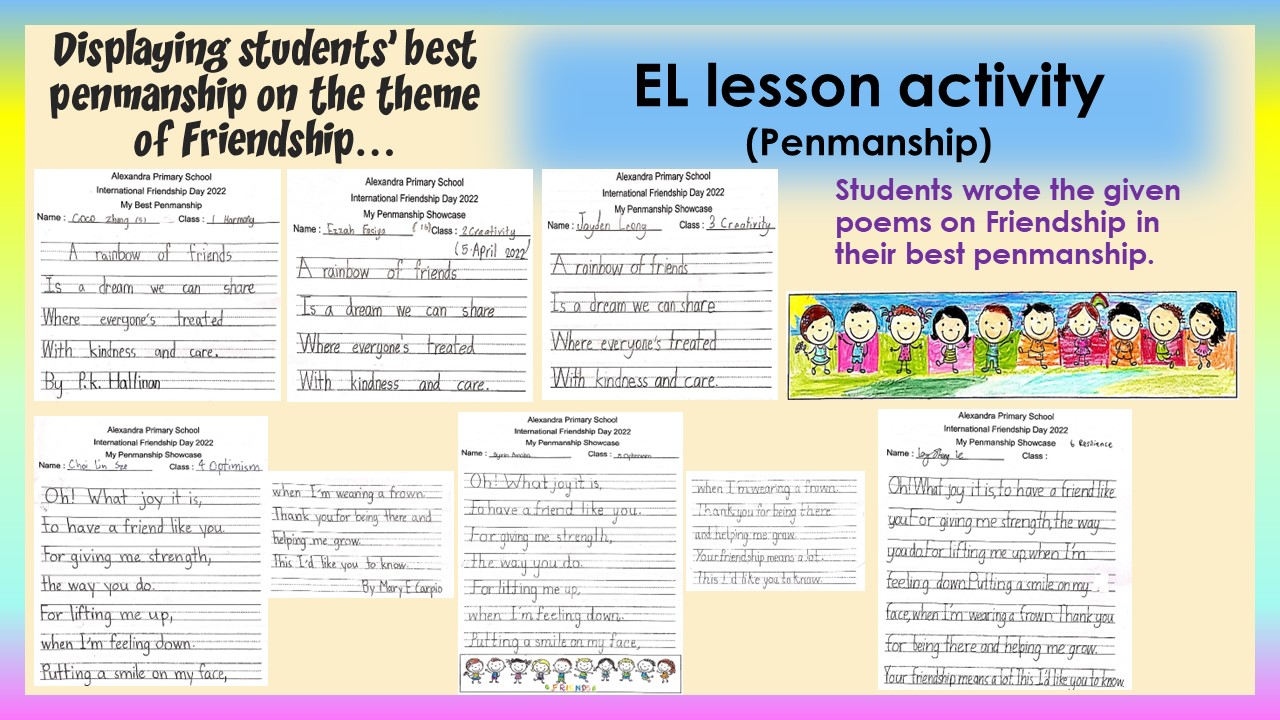 Displaying students' best
penmanship on the theme
of Friendship...
EL lesson activity
(Penmanship)
Students wrote the given
poems on Friendship in
their best penmanship.
Alexandra Primary School
International Friendship Day 2022
My Best Penmanship
Name : Coco Zhang (5) Class : 1 Harmony
A rainbow of friends
Is a dream we can share
Where everyone's treated
With kindness and care.
By P.k. Hallinan
Alexandra Primary School
International Friendship Day 2022
My Penmanship Showcase
Name : Ezzah (15) Class : 2 Creativity
(5 April 2022)
A rainbow of friends
Is a dream we can share
Where everyone's treated
With kindness and care.
Alexandra Primary School
International Friendship Day 2022
My Penmanship Showcase
Name : Jayden Leong Class : 3 Creativity
A rainbow of friends
Is a dream we can share
Where everyone's treated
With kindness and care.
Alexandra Primary School
International Friendship Day 2022
My Penmanship Showcase
Name : Choi Lin Sze Class : 4 Optimism
Oh! What joy it is,
to have a friend like you.
For giving me strength,
the way you do.
For lifting me up,
when I'm feeling down.
Putting a smile on my face,
when I'm wearing a frown.
Thank you for being there and
helping me grow.
This I'd like you to know.
By Mary E Carpio
Alexandra Primary School
International Friendship Day 2022
My Penmanship Showcase
Name : Class :
Oh! What joy it is,
to have a friend like you.
For giving me strength,
the way you do.
For lifting me up,
when I'm feeling down.
Putting a smile on my face,
FRIENDS
when I'm wearing a frown.
Thank you for being there
and helping me grow.
Your friendship means a lot.
This I'd like you to know.
Alexandra Primary School
International Friendship Day 2022
My Penmanship Showcase 6 Resilience
Name : Class :
Oh! What joy it is, to have a friend like
you. For giving me strength, the way
you do. For lifting me up, when I'm
feeling down. Putting a smile on my
face, when I'm wearing a frown. Thank you
for being there and helping me grow.
Your friendship means a lot. This I'd like you to know.